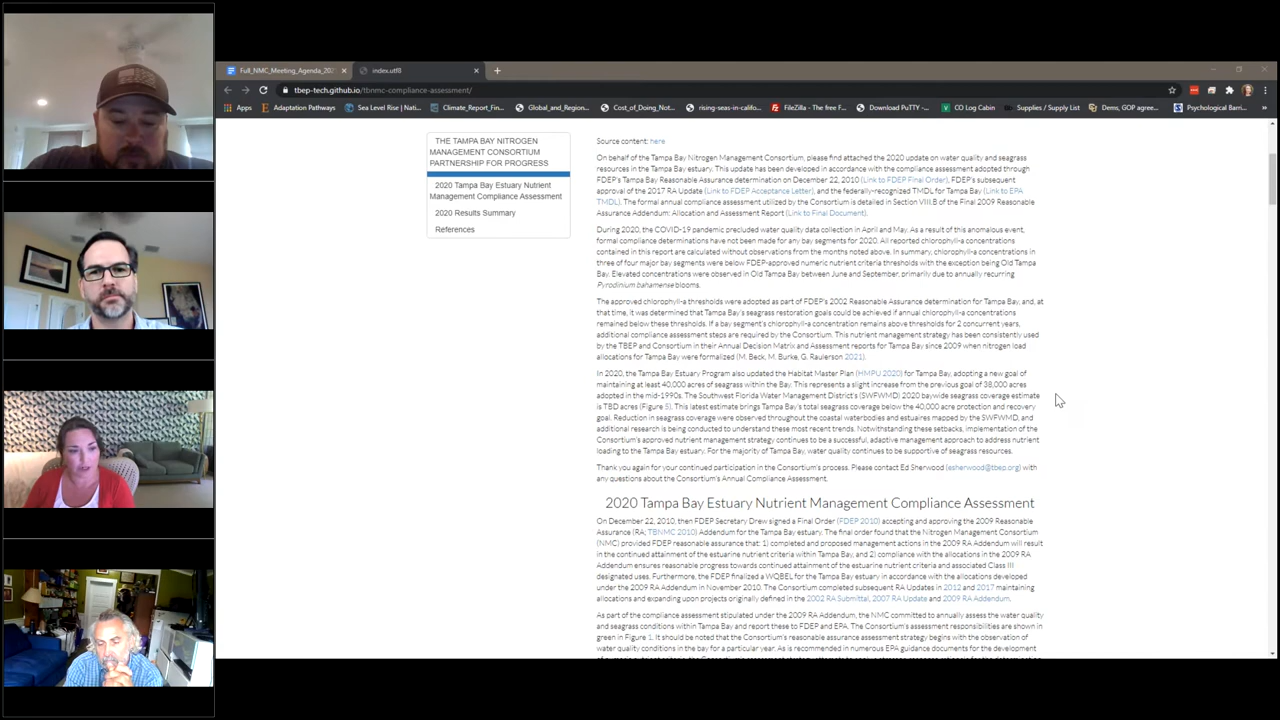 Full_NMC_Meeting_Agenda_202
index.utf8
tbep-tech.github.io/tbnmc-compliance-assessment/
Apps
Adaptation Pathways
Sea Level Rise | Nati...
Climate_Report_Fin...
Global_and_Region...
Cost_of_Doing_Not...
rising-seas-in-califo...
FileZilla - The free F...
Download PuTTY -...
CO Log Cabin
Supplies / Supply List
Dems, GOP agree...
Psychological Barri...
THE TAMPA BAY NITROGEN
MANAGEMENT CONSORTIUM
PARTNERSHIP FOR PROGRESS
2020 Tampa Bay Estuary Nutrient
Management Compliance Assessment
2020 Results Summary
References
Source content: here
On behalf of the Tampa Bay Nitrogen Management Consortium, please find attached the 2020 update on water quality and seagrass
resources in the Tampa Bay estuary. This update has been developed in accordance with the compliance assessment adopted through
FDEP's Tampa Bay Reasonable Assurance determination on December 22, 2010 (Link to FDEP Final Order), FDEP's subsequent
approval of the 2017 RA Update (Link to FDEP Acceptance Letter), and the federally-recognized TMDL for Tampa Bay (Link to EPA
TMDL). The formal annual compliance assessment utilized by the Consortium is detailed in Section VIII.B of the Final 2009 Reasonable
Assurance Addendum: Allocation and Assessment Report (Link to Final Document).
During 2020, the COVID-19 pandemic precluded water quality data collection in April and May. As a result of this anomalous event,
formal compliance determinations have not been made for any bay segments for 2020. All reported chlorophyll-a concentrations
contained in this report are calculated without observations from the months noted above. In summary, chlorophyll-a concentrations in
three of four major bay segments were below FDEP-approved numeric nutrient criteria thresholds with the exception being Old Tampa
Bay. Elevated concentrations were observed in Old Tampa Bay between June and September, primarily due to annually recurring
Pyrodinium bahamense blooms.
The approved chlorophyll-a thresholds were adopted as part of FDEP's 2002 Reasonable Assurance determination for Tampa Bay, and, at
that time, it was determined that Tampa Bay's seagrass restoration goals could be achieved if annual chlorophyll-a concentrations
remained below these thresholds. If a bay segment's chlorophyll-a concentration remains above thresholds for 2 concurrent years,
additional compliance assessment steps are required by the Consortium. This nutrient management strategy has been consistently used
by the TBEP and Consortium in their Annual Decision Matrix and Assessment reports for Tampa Bay since 2009 when nitrogen load
allocations for Tampa Bay were formalized (M. Beck, M. Burke, G. Raulerson 2021).
In 2020, the Tampa Bay Estuary Program also updated the Habitat Master Plan (HMPU 2020) for Tampa Bay, adopting a new goal of
maintaining at least 40,000 acres of seagrass within the Bay. This represents a slight increase from the previous goal of 38,000 acres
adopted in the mid-1990s. The Southwest Florida Water Management District's (SWFWMD) 2020 baywide seagrass coverage estimate
is TBD acres (Figure 5). This latest estimate brings Tampa Bay's total seagrass coverage below the 40,000 acre protection and recovery
goal. Reduction in seagrass coverage were observed throughout the coastal waterbodies and estuaires mapped by the SWFWMD, and
additional research is being conducted to understand these most recent trends. Notwithstanding these setbacks, implementation of the
Consortium's approved nutrient management strategy continues to be a successful, adaptive management approach to address nutrient
loading to the Tampa Bay estuary. For the majority of Tampa Bay, water quality continues to be supportive of seagrass resources.
Thank you again for your continued participation in the Consortium's process. Please contact Ed Sherwood (esherwood@tbep.org) with
any questions about the Consortium's Annual Compliance Assessment.
2020 Tampa Bay Estuary Nutrient Management Compliance Assessment
On December 22, 2010, then FDEP Secretary Drew signed a Final Order (FDEP 2010) accepting and approving the 2009 Reasonable
Assurance (RA; TBNMC 2010) Addendum for the Tampa Bay estuary. The final order found that the Nitrogen Management Consortium
(NMC) provided FDEP reasonable assurance that: 1) completed and proposed management actions in the 2009 RA Addendum will result
in the continued attainment of the estuarine nutrient criteria within Tampa Bay, and 2) compliance with the allocations in the 2009 RA
Addendum ensures reasonable progress towards continued attainment of the estuarine nutrient criteria and associated Class III
designated uses. Furthermore, the FDEP finalized a WQBEL for the Tampa Bay estuary in accordance with the allocations developed
under the 2009 RA Addendum in November 2010. The Consortium completed subsequent RA Updates in 2012 and 2017 maintaining
allocations and expanding upon projects originally defined in the 2002 RA Submittal, 2007 RA Update and 2009 RA Addendum.
As part of the compliance assessment stipulated under the 2009 RA Addendum, the NMC committed to annually assess the water quality
and seagrass conditions within Tampa Bay and report these to FDEP and EPA. The Consortium's assessment responsibilities are shown in
green in Figure 1. It should be noted that the Consortium's reasonable assurance assessment strategy begins with the observation of
water quality conditions in the bay for a particular year. As is recommended in numerous EPA guidance documents for the development